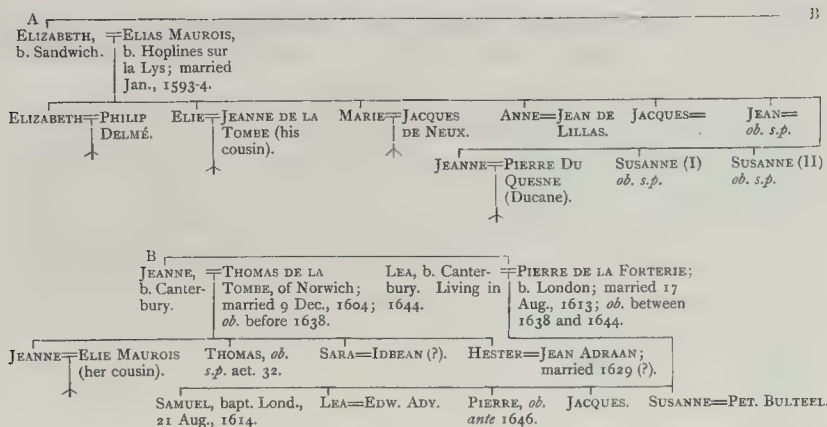 A B
ELIZABETH, b. Sandwich.
ELIAS MAUROIS, b. Hoplines sur la Lys; married Jan., 1593-4.
ELIZABETH=PHILIP DELMÉ.
ELIE=JEANNE DE LA TOMBE (his cousin).
MARIE=JACQUES DE NEUX.
ANNE=JEAN DE LILLAS.
JACQUES=
JEAN= ob. s.p.
JEANNE=PIERRE DU QUESNE (Ducane).
SUSANNE (I) ob. s.p.
SUSANNE (II) ob. s.p.
B
JEANNE, b. Canterbury.
THOMAS DE LA TOMBE, of Norwich; married 9 Dec., 1604; ob. before 1638.
LEA, b. Canterbury. Living in 1644.
PIERRE DE LA FORTERIE; b. London; married 17 Aug., 1613; ob. between 1638 and 1644.
JEANNE=ELIE MAUROIS (her cousin).
THOMAS, ob. s.p. aet. 32.
SARA=IDBEAN (?).
HESTER=JEAN ADRAAN; married 1629 (?).
SAMUEL, bapt. Lond., 21 Aug., 1614.
LEA=EDW. ADY.
PIERRE, ob. ante 1646.
JACQUES.
SUSANNE=PET. BULTEEL.